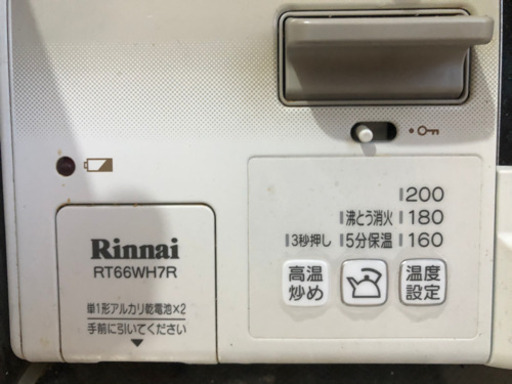 Rinnai
RT66WH7R
単1形アルカリ乾電池×2
手前に引いてください
200
沸とう消火 180
3秒押し 5分保温 160
高温炒め
温度設定